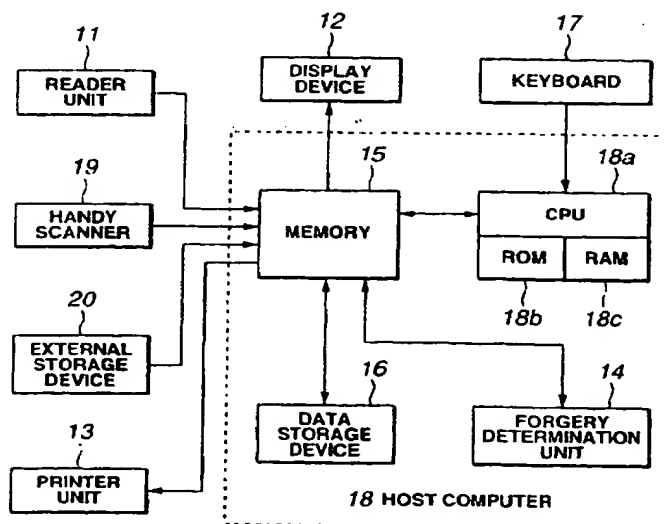 11
READER
UNIT
12
DISPLAY
DEVICE
17
KEYBOARD
19
HANDY
SCANNER
15
MEMORY
18a
CPU
ROM
RAM
18b
18c
20
EXTERNAL
STORAGE
DEVICE
16
DATA
STORAGE
DEVICE
14
FORGERY
DETERMINATION
UNIT
13
PRINTER
UNIT
18 HOST COMPUTER